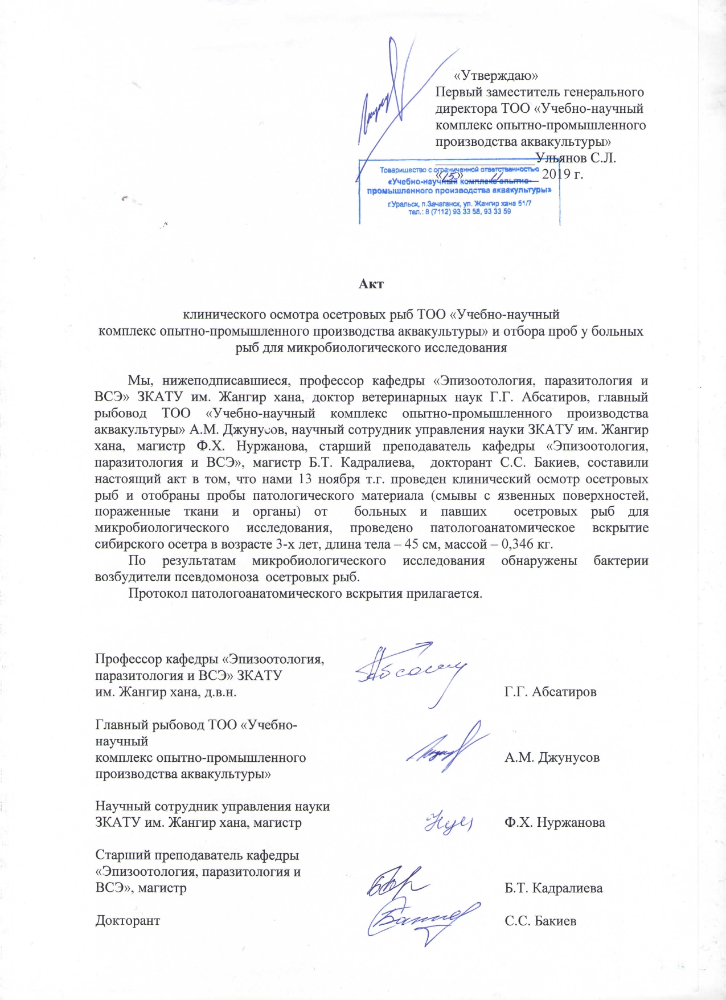 «Утверждаю»
Первый заместитель генерального
директора ТОО «Учебно-научный
комплекс опытно-промышленного
производства аквакультуры»
______________Ульянов С.Л.
«15» ___11______ 2019 г.
Товарищество с ограниченной ответственностью
«Учебно-научный комплекс опытно-
промышленного производства аквакультуры»
г.Уральск, п.Зачаганск, ул. Жангир хана 51/7
тел.: 8 (7112) 93 33 58, 93 33 59
Акт
клинического осмотра осетровых рыб ТОО «Учебно-научный
комплекс опытно-промышленного производства аквакультуры» и отбора проб у больных
рыб для микробиологического исследования
Мы, нижеподписавшиеся, профессор кафедры «Эпизоотология, паразитология и
ВСЭ» ЗКАТУ им. Жангир хана, доктор ветеринарных наук Г.Г. Абсатиров, главный
рыбовод ТОО «Учебно-научный комплекс опытно-промышленного производства
аквакультуры» А.М. Джунусов, научный сотрудник управления науки ЗКАТУ им. Жангир
хана, магистр Ф.Х. Нуржанова, старший преподаватель кафедры «Эпизоотология,
паразитология и ВСЭ», магистр Б.Т. Кадралиева, докторант С.С. Бакиев, составили
настоящий акт в том, что нами 13 ноября т.г. проведен клинический осмотр осетровых
рыб и отобраны пробы патологического материала (смывы с язвенных поверхностей,
пораженные ткани и органы) от больных и павших осетровых рыб для
микробиологического исследования, проведено патологоанатомическое вскрытие
сибирского осетра в возрасте 3-х лет, длина тела – 45 см, массой – 0,346 кг.
По результатам микробиологического исследования обнаружены бактерии
возбудители псевдомоноза осетровых рыб.
Протокол патологоанатомического вскрытия прилагается.
Профессор кафедры «Эпизоотология,
паразитология и ВСЭ» ЗКАТУ
им. Жангир хана, д.в.н. Г.Г. Абсатиров
Главный рыбовод ТОО «Учебно-
научный
комплекс опытно-промышленного А.М. Джунусов
производства аквакультуры»
Научный сотрудник управления науки
ЗКАТУ им. Жангир хана, магистр Ф.Х. Нуржанова
Старший преподаватель кафедры
«Эпизоотология, паразитология и
ВСЭ», магистр Б.Т. Кадралиева
Докторант С.С. Бакиев